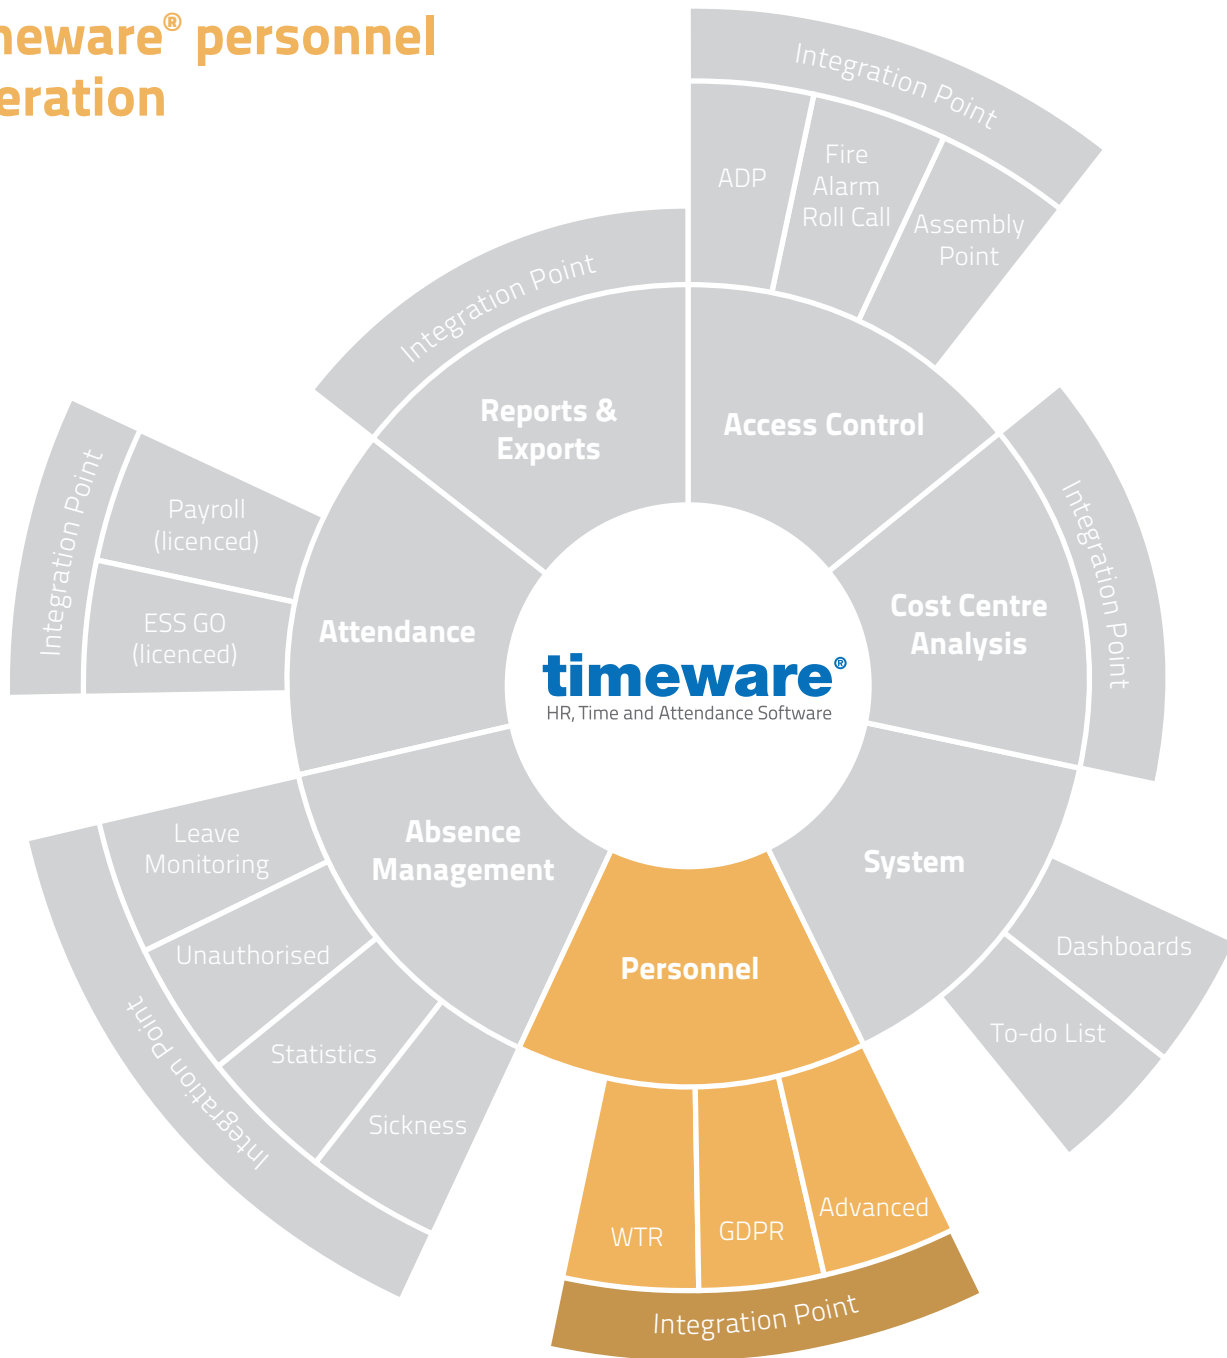 meware® personnel
eration
Integration Point
ADP
Fire
Alarm
Roll Call
Assembly
Point
Integration Point
Reports &
Exports
Access Control
Integration Point
Payroll
(licenced)
ESS GO
(licenced)
Integration Point
Attendance
Cost Centre
Analysis
timeware®
HR, Time and Attendance Software
Leave
Monitoring
Unauthorised
Statistics
Sickness
Integration Point
Absence
Management
System
Dashboards
To-do List
Personnel
WTR
GDPR
Advanced
Integration Point